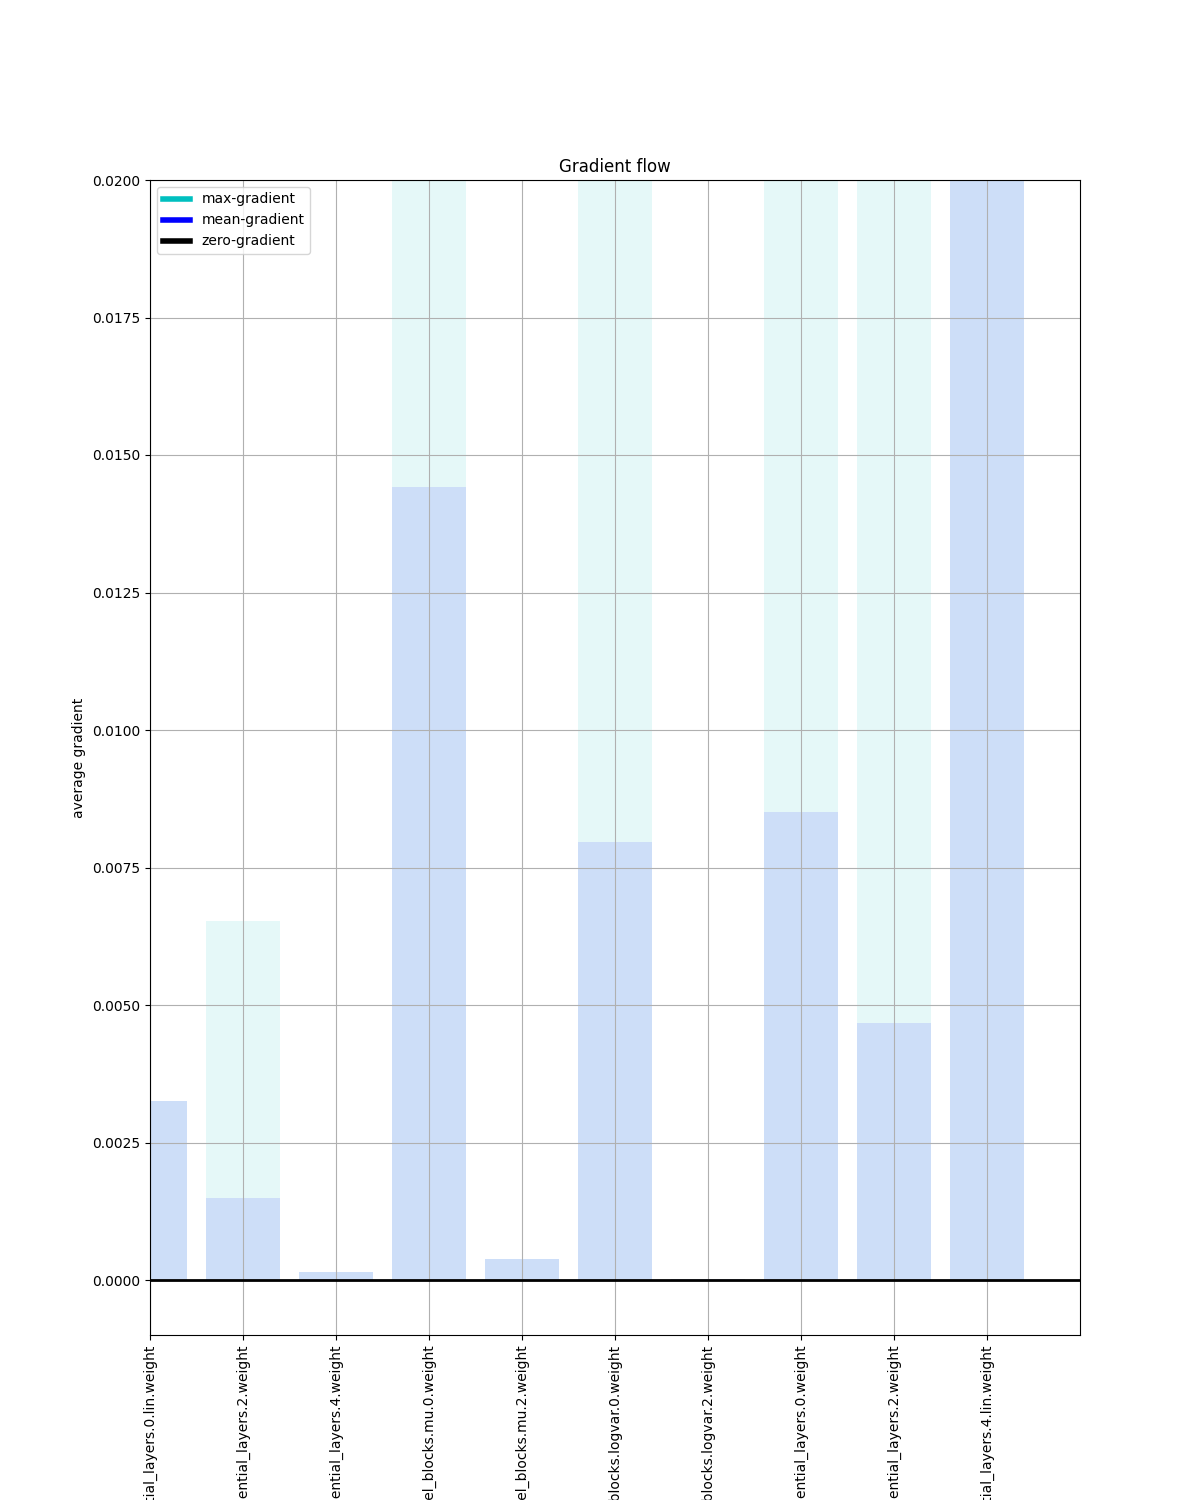 Gradient flow
max-gradient
mean-gradient
zero-gradient
average gradient
0.0200
0.0175
0.0150
0.0125
0.0100
0.0075
0.0050
0.0025
0.0000
tial_layers.0.lin.weight
ential_layers.2.weight
ential_layers.4.weight
el_blocks.mu.0.weight
el_blocks.mu.2.weight
blocks.logvar.0.weight
blocks.logvar.2.weight
ential_layers.0.weight
ential_layers.2.weight
tial_layers.4.lin.weight